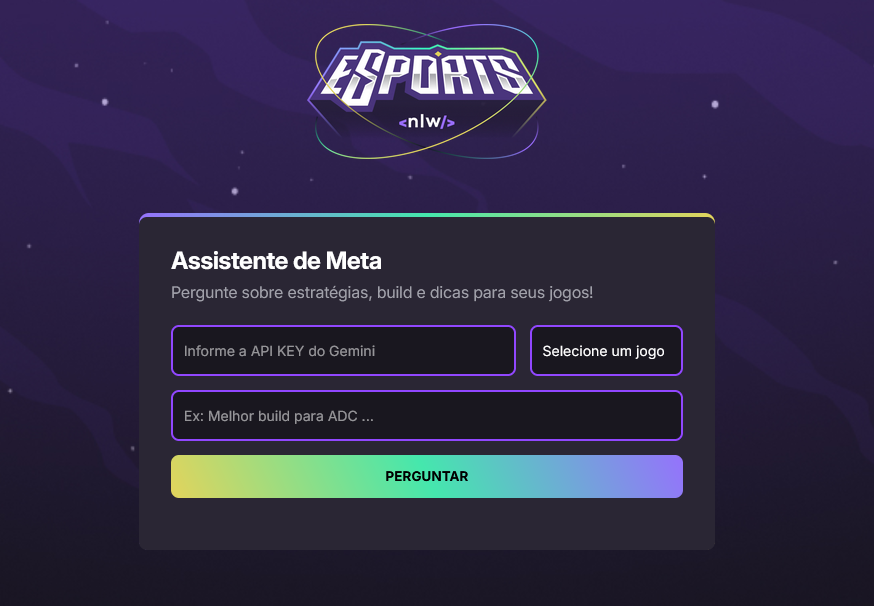 ESPORTS
<nlw/>
Assistente de Meta
Pergunte sobre estratégias, build e dicas para seus jogos!
Informe a API KEY do Gemini
Selecione um jogo
Ex: Melhor build para ADC ...
PERGUNTAR